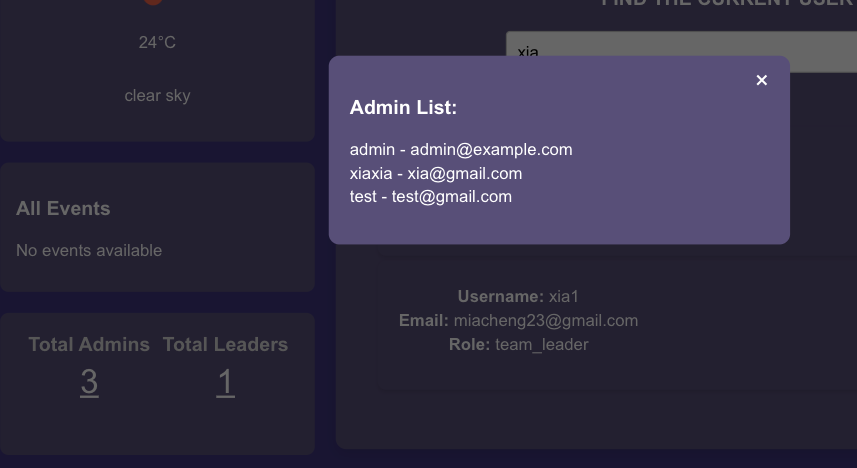 24°C
clear sky
All Events
No events available
Total Admins Total Leaders
3 1
FIND THE CURRENT USER
xia
×
Admin List:
admin - admin@example.com
xiaxia - xia@gmail.com
test - test@gmail.com
Username: xia1
Email: miacheng23@gmail.com
Role: team_leader